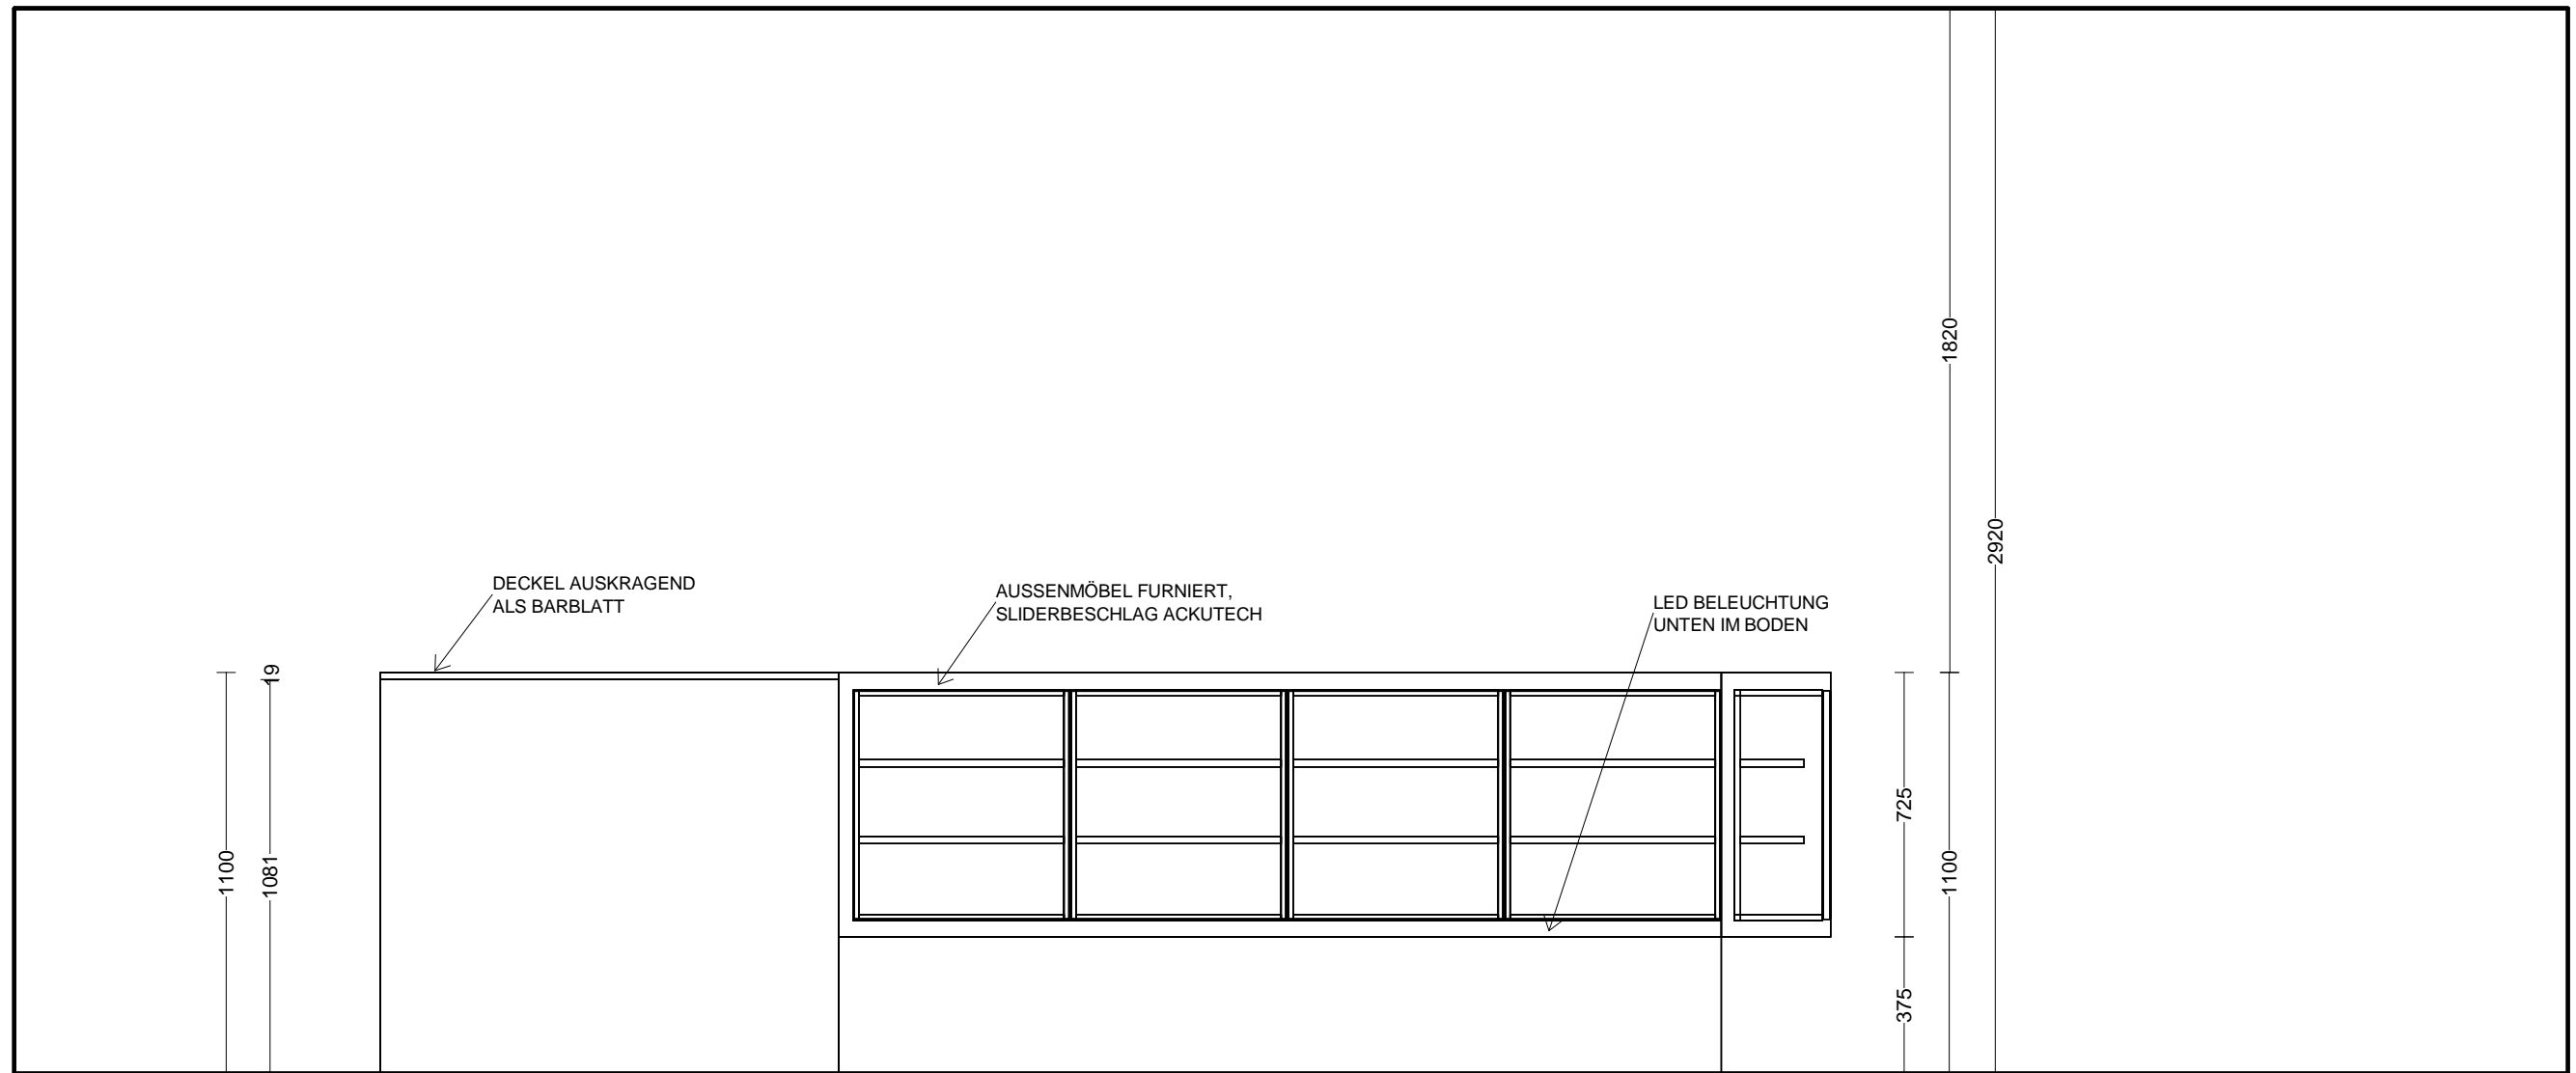 1820
2920
DECKEL AUSKRAGEND
ALS BARBLATT
AUSSENMÖBEL FURNIERT,
SLIDERBESCHLAG ACKUTECH
LED BELEUCHTUNG
UNTEN IM BODEN
19
725
1100
1081
1100
375